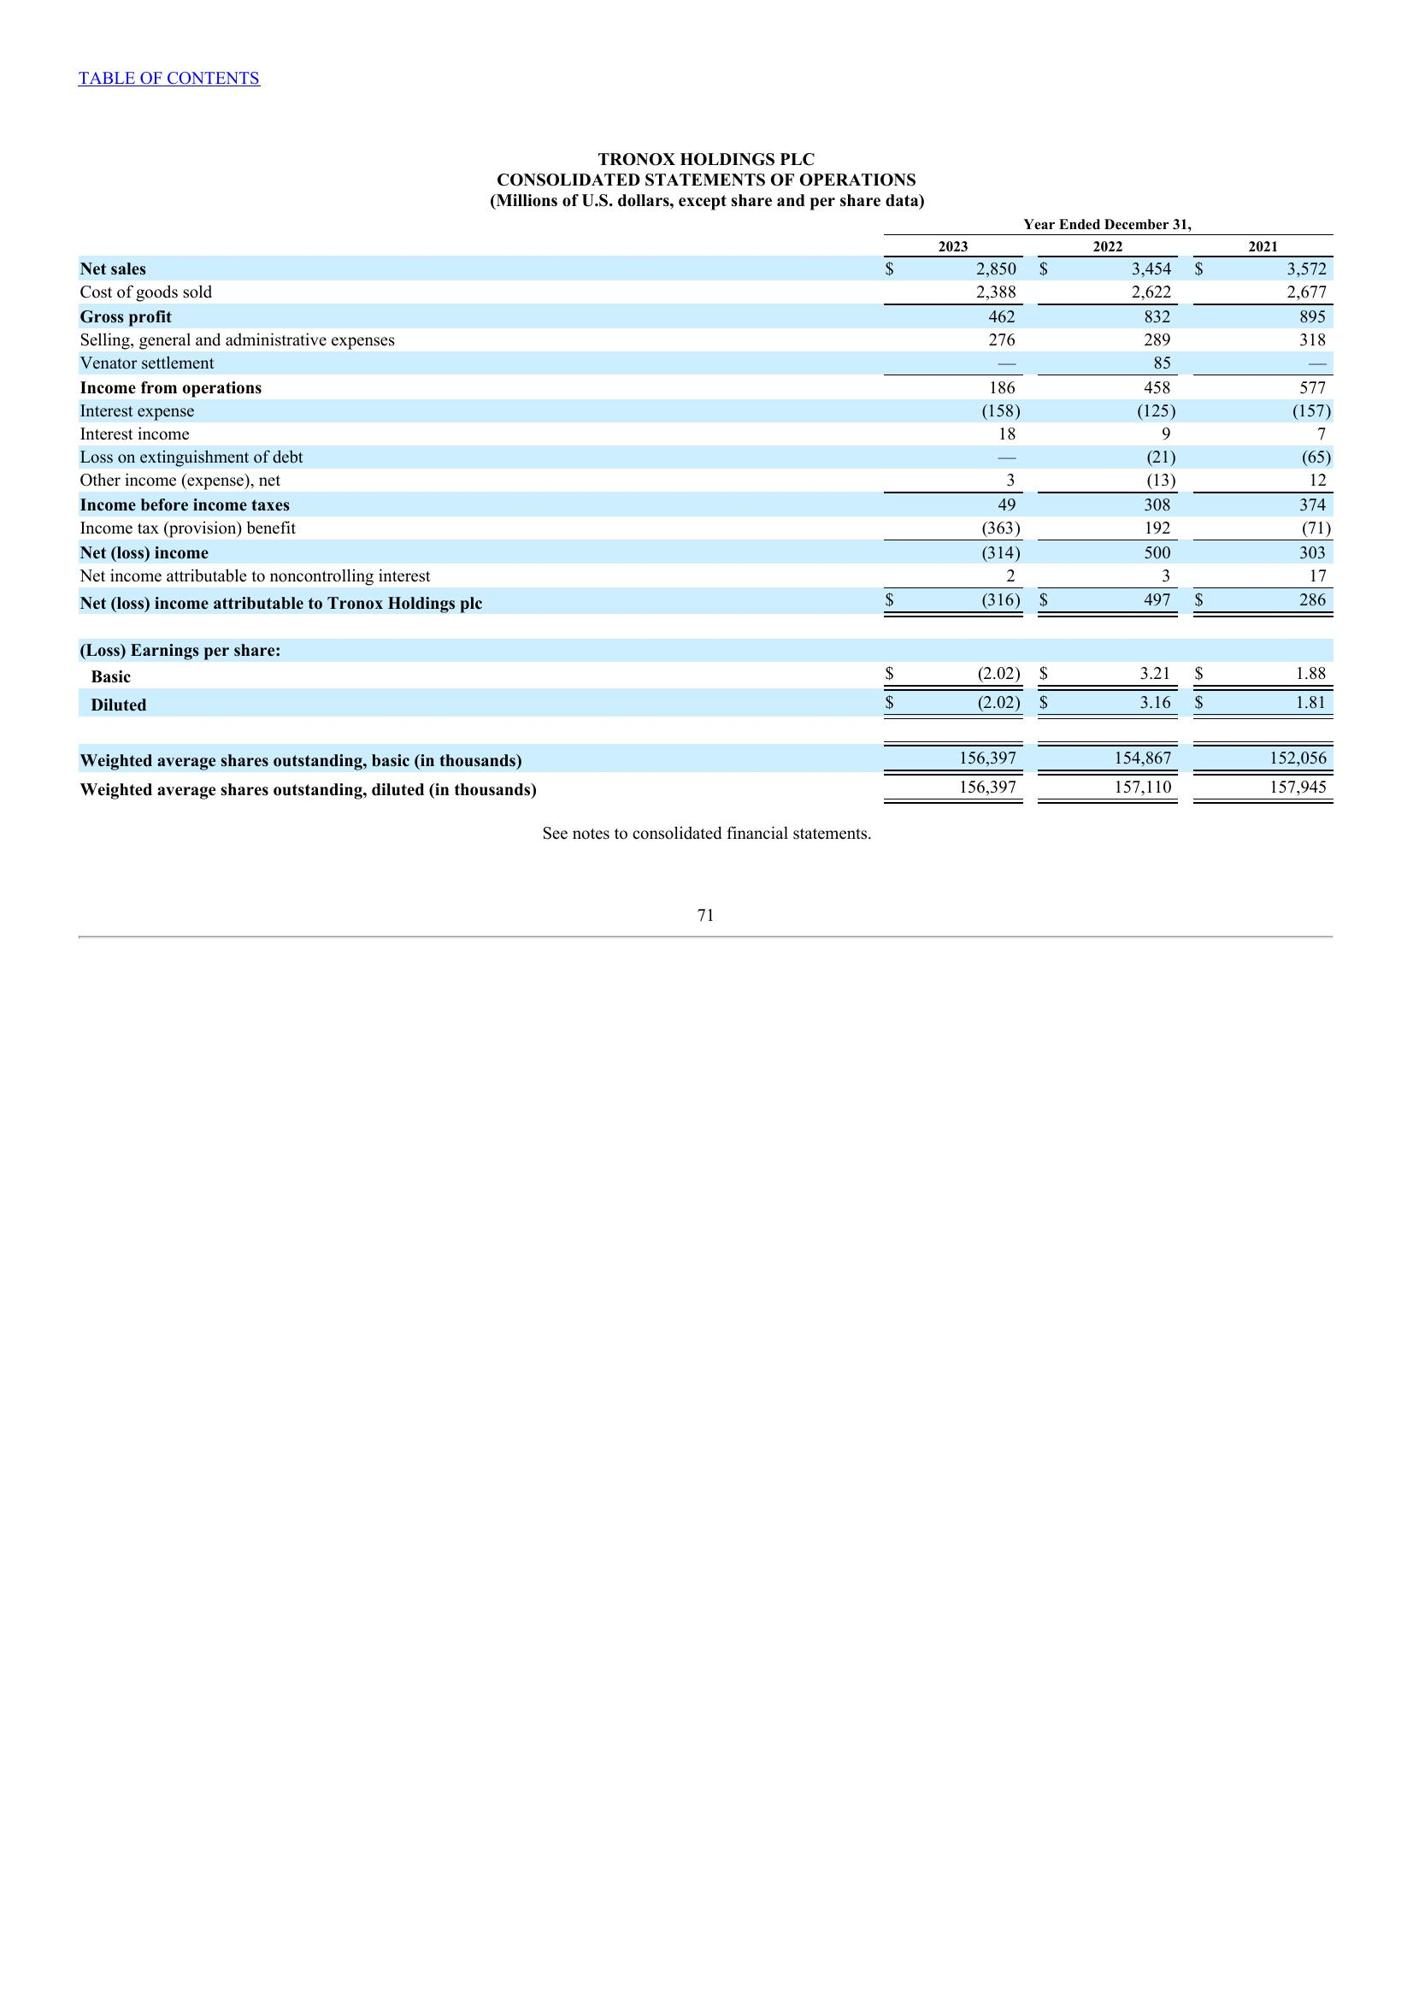 TABLE OF CONTENTS
TRONOX HOLDINGS PLC
CONSOLIDATED STATEMENTS OF OPERATIONS
(Millions of U.S. dollars, except share and per share data)
Year Ended December 31,
2023 2022 2021
Net sales $ 2,850 $ 3,454 $ 3,572
Cost of goods sold 2,388 2,622 2,677
Gross profit 462 832 895
Selling, general and administrative expenses 276 289 318
Venator settlement — 85 —
Income from operations 186 458 577
Interest expense (158) (125) (157)
Interest income 18 9 7
Loss on extinguishment of debt — (21) (65)
Other income (expense), net 3 (13) 12
Income before income taxes 49 308 374
Income tax (provision) benefit (363) 192 (71)
Net (loss) income (314) 500 303
Net income attributable to noncontrolling interest 2 3 17
Net (loss) income attributable to Tronox Holdings plc $ (316) $ 497 $ 286
(Loss) Earnings per share:
Basic $ (2.02) $ 3.21 $ 1.88
Diluted $ (2.02) $ 3.16 $ 1.81
Weighted average shares outstanding, basic (in thousands) 156,397 154,867 152,056
Weighted average shares outstanding, diluted (in thousands) 156,397 157,110 157,945
See notes to consolidated financial statements.
71